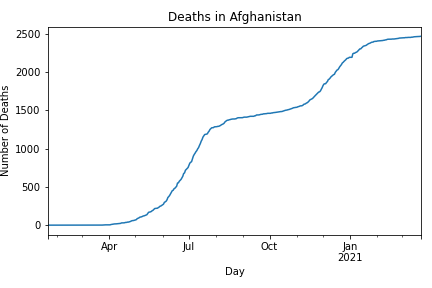 Deaths in Afghanistan
Number of Deaths
2500
2000
1500
1000
500
0
Apr
Jul
Oct
Jan
2021
Day